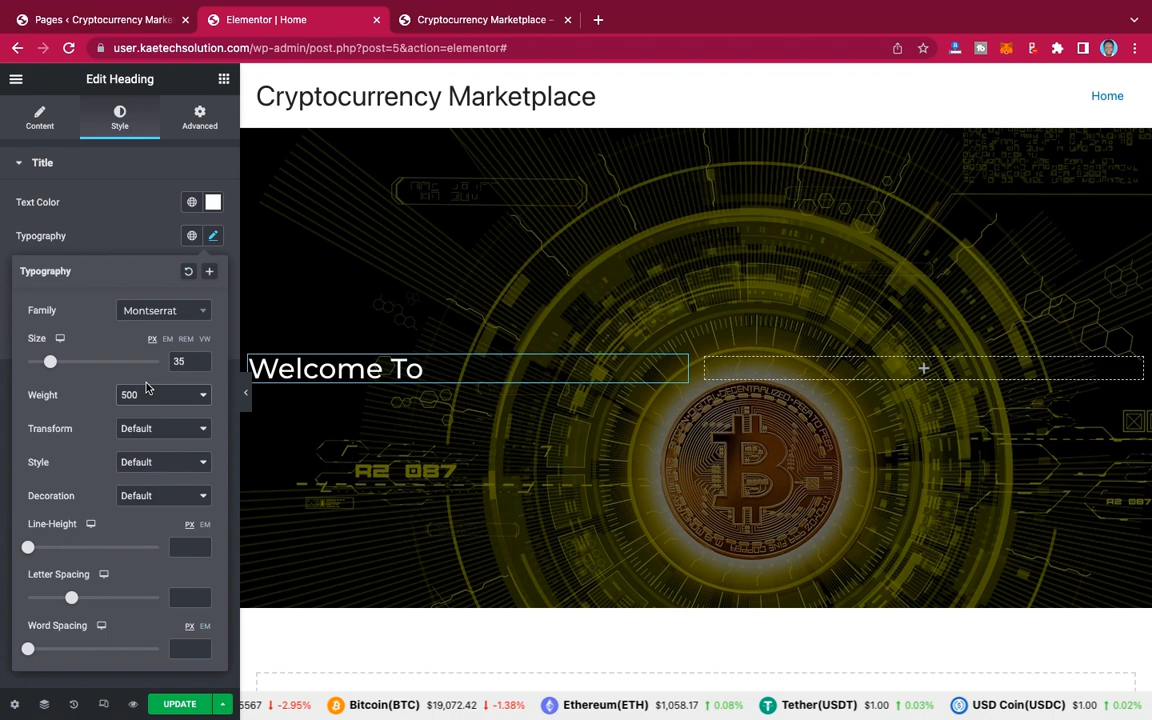 Pages ‹ Cryptocurrency Marke
Elementor | Home
Cryptocurrency Marketplace –
user.kaetechsolution.com/wp-admin/post.php?post=5&action=elementor#
Edit Heading
Content
Style
Advanced
Title
Text Color
Typography
Typography
Family
Montserrat
Size
PX EM REM VW
35
Weight
500
Transform
Default
Style
Default
Decoration
Default
Line-Height
PX EM
Letter Spacing
Word Spacing
PX EM
UPDATE
Cryptocurrency Marketplace
Home
Welcome To
A2 087
5567 ↓ -2.95%
Bitcoin(BTC) $19,072.42 ↓ -1.38%
Ethereum(ETH) $1,058.17 ↑ 0.08%
Tether(USDT) $1.00 ↑ 0.03%
USD Coin(USDC) $1.00 ↑ 0.02%